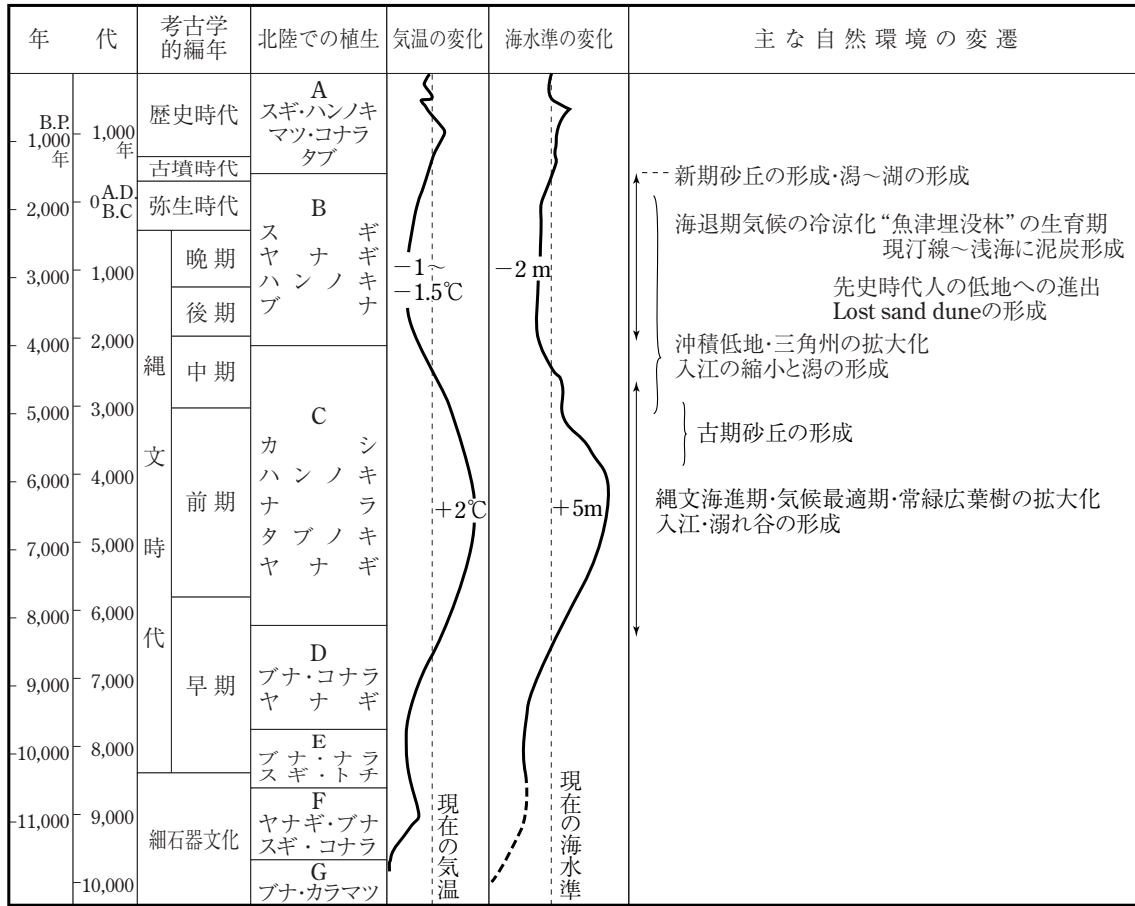 年 代
考古学的編年
北陸での植生
気温の変化
海水準の変化
主な自然環境の変遷
B.P.
1,000
年
2,000
3,000
4,000
5,000
6,000
7,000
8,000
9,000
10,000
11,000
1,000
年
0 A.D.
B.C
1,000
2,000
3,000
4,000
5,000
6,000
7,000
8,000
9,000
10,000
歴史時代
古墳時代
弥生時代
縄文時代
晩期
後期
中期
前期
早期
細石器文化
A
スギ・ハンノキ
マツ・コナラ
タブ
B
スギ
ヤナギ
ハンノキ
ブナ
C
カシ
ハンノキ
ナラ
タブノキ
ヤナギ
D
ブナ・コナラ
ヤナギ
E
ブナ・ナラ
スギ・トチ
F
ヤナギ・ブナ
スギ・コナラ
G
ブナ・カラマツ
−1～
−1.5℃
+2℃
現在の気温
−2 m
+5m
現在の海水準
新期砂丘の形成・潟～湖の形成
海退期気候の冷涼化 “魚津埋没林” の生育期
現汀線～浅海に泥炭形成
先史時代人の低地への進出
Lost sand duneの形成
沖積低地・三角州の拡大化
入江の縮小と潟の形成
古期砂丘の形成
縄文海進期・気候最適期・常緑広葉樹の拡大化
入江・溺れ谷の形成